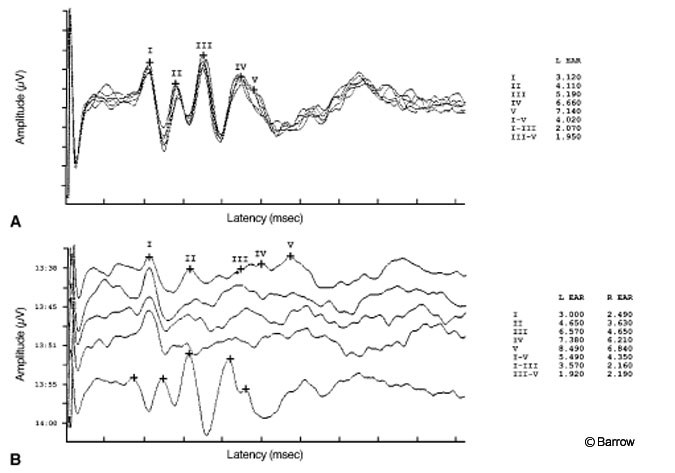 Amplitude (µV)
I
II
III
IV
V
L EAR
I 3.120
II 4.110
III 5.190
IV 6.660
V 7.140
I-V 4.020
I-III 2.070
III-V 1.950
Latency (msec)
A
Amplitude (µV)
13:30
13:45
13:51
13:55
14:00
I
II
III
IV
V
L EAR R EAR
I 3.000 2.490
II 4.650 3.630
III 6.570 4.650
IV 7.380 6.210
V 8.490 6.840
I-V 5.490 4.350
I-III 3.570 2.160
III-V 1.920 2.190
Latency (msec)
B
© Barrow